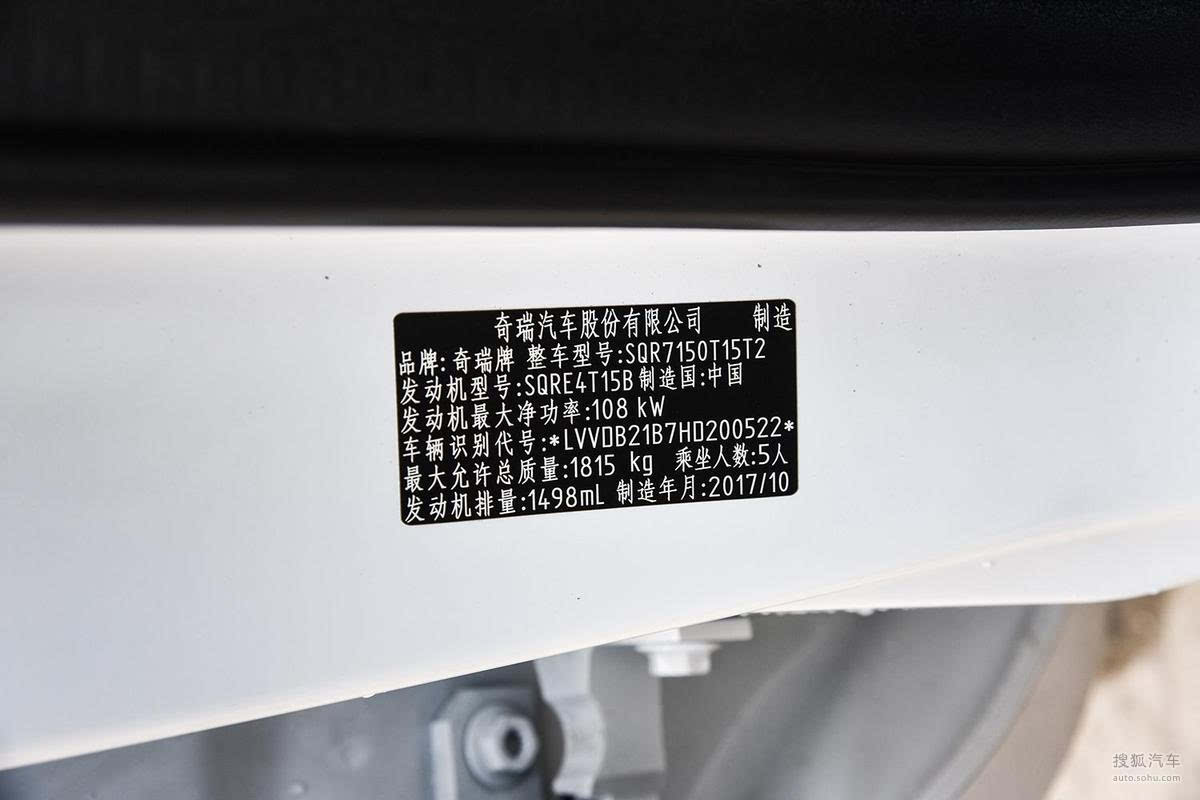 奇瑞汽车股份有限公司 制造
品牌:奇瑞牌 整车型号:SQR7150T15T2
发动机型号:SQRE4T15B 制造国:中国
发动机最大净功率:108 kW
车辆识别代号:*LVVDB21B7HD200522*
最大允许总质量:1815 kg 乘坐人数:5人
发动机排量:1498mL 制造年月:2017/10
搜狐汽车
auto.sohu.com